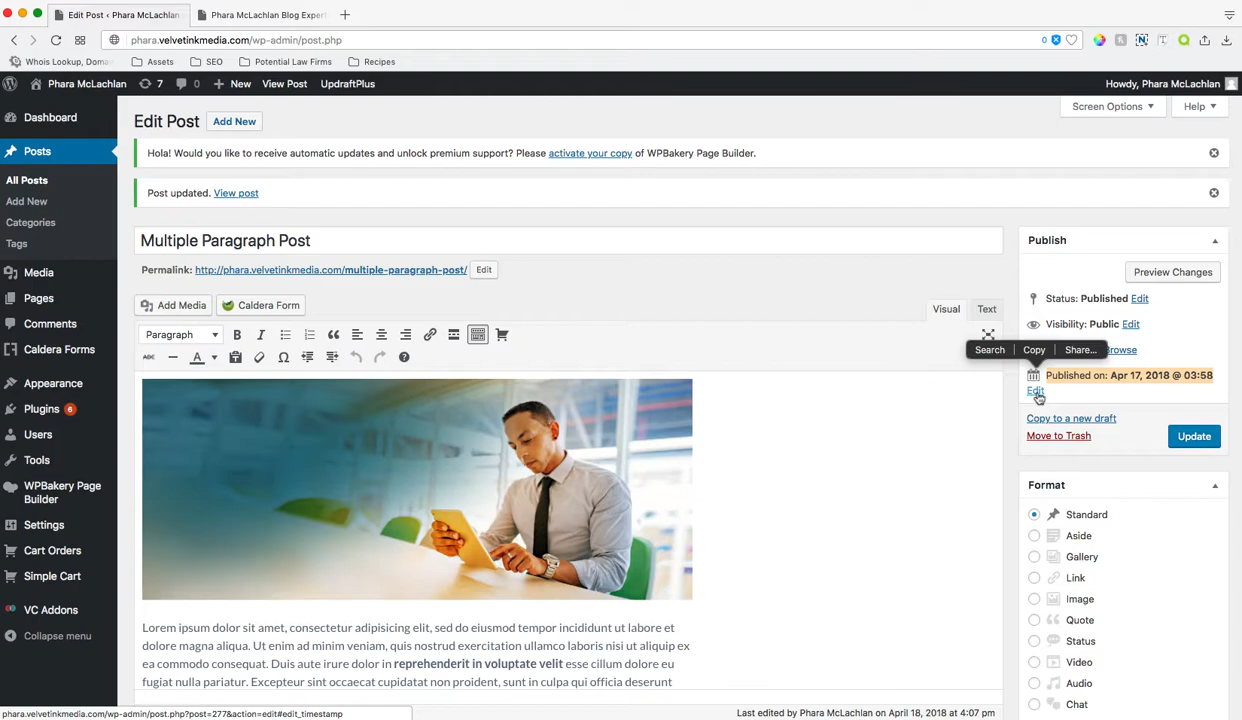 Edit Post ‹ Phara McLachlan
Phara McLachlan Blog Expert
phara.velvetinkmedia.com/wp-admin/post.php
0
Whois Lookup, Doma
Assets
SEO
Potential Law Firms
Recipes
Phara McLachlan
7
0
New
View Post
UpdraftPlus
Howdy, Phara McLachlan
Dashboard
Posts
All Posts
Add New
Categories
Tags
Media
Pages
Comments
Caldera Forms
Appearance
Plugins 6
Users
Tools
WPBakery Page
Builder
Settings
Cart Orders
Simple Cart
VC Addons
Collapse menu
Screen Options
Help
Edit Post
Add New
Hola! Would you like to receive automatic updates and unlock premium support? Please activate your copy of WPBakery Page Builder.
Post updated. View post
Multiple Paragraph Post
Permalink: http://phara.velvetinkmedia.com/multiple-paragraph-post/ Edit
Add Media
Caldera Form
Visual
Text
Paragraph
B
I
ABC
A
Lorem ipsum dolor sit amet, consectetur adipisicing elit, sed do eiusmod tempor incididunt ut labore et
dolore magna aliqua. Ut enim ad minim veniam, quis nostrud exercitation ullamco laboris nisi ut aliquip ex
ea commodo consequat. Duis aute irure dolor in reprehenderit in voluptate velit esse cillum dolore eu
fugiat nulla pariatur. Excepteur sint occaecat cupidatat non proident, sunt in culpa qui officia deserunt
Last edited by Phara McLachlan on April 18, 2018 at 4:07 pm
Publish
Preview Changes
Status: Published Edit
Visibility: Public Edit
Browse
Search
Copy
Share...
Published on: Apr 17, 2018 @ 03:58
Edit
Copy to a new draft
Move to Trash
Update
Format
Standard
Aside
Gallery
Link
Image
Quote
Status
Video
Audio
Chat
phara.velvetinkmedia.com/wp-admin/post.php?post=277&action=edit#edit_timestamp